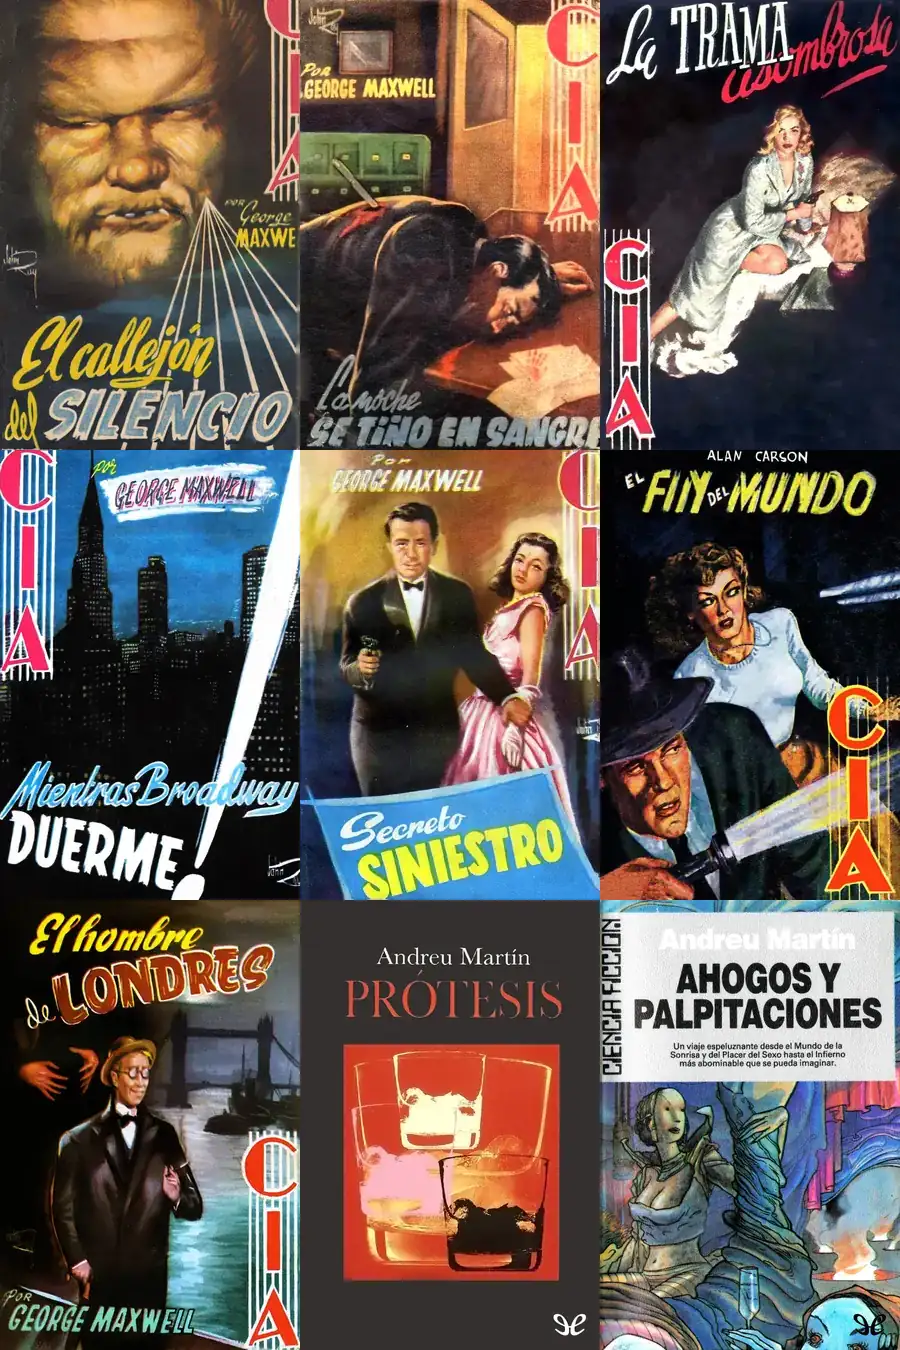 CIA
POR
George
MAXWE
John
Ray
El callejón
del SILENCIO
John
CIA
Por
GEORGE MAXWELL
La noche
SE TIÑO EN SANGRE
La TRAMA
asombrosa
CIA
CIA
por
GEORGE MAXWELL
Mientras Broadway
DUERME!
John
Por
GEORGE MAXWELL
CIA
Secreto
SINIESTRO
ALAN CARSON
EL FIN DEL MUNDO
CIA
El hombre
de LONDRES
CIA
POR
GEORGE MAXWELL
Andreu Martín
PRÓTESIS
CIENCIA FICCION
Andreu Martín
AHOGOS Y
PALPITACIONES
Un viaje espeluznante desde el Mundo de la
Sonrisa y del Placer del Sexo hasta el Infierno
más abominable que se pueda imaginar.